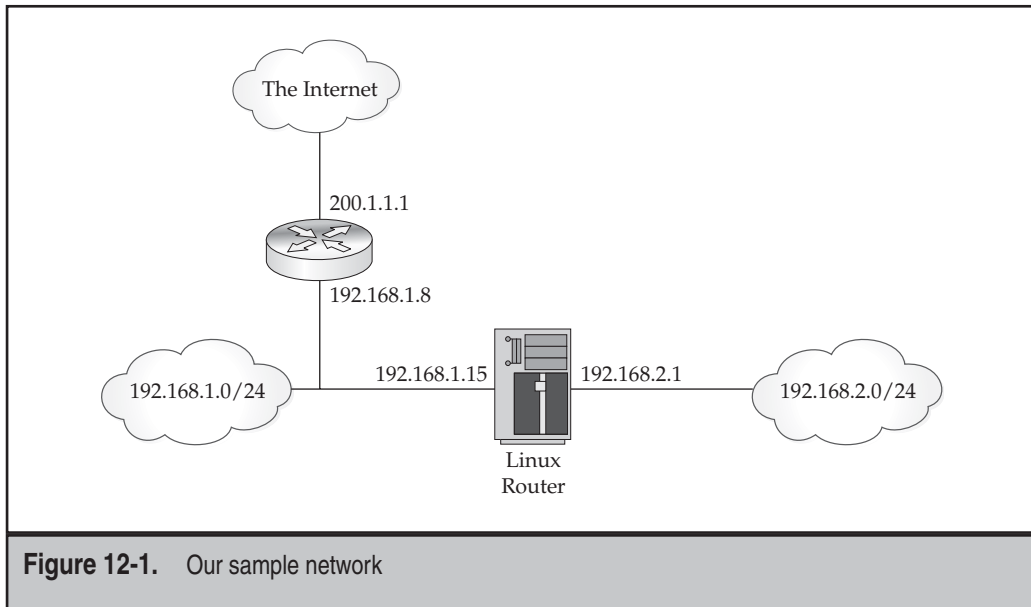 The Internet
200.1.1.1
192.168.1.8
192.168.1.0/24
192.168.1.15
192.168.2.1
192.168.2.0/24
Linux
Router
Figure 12-1. Our sample network